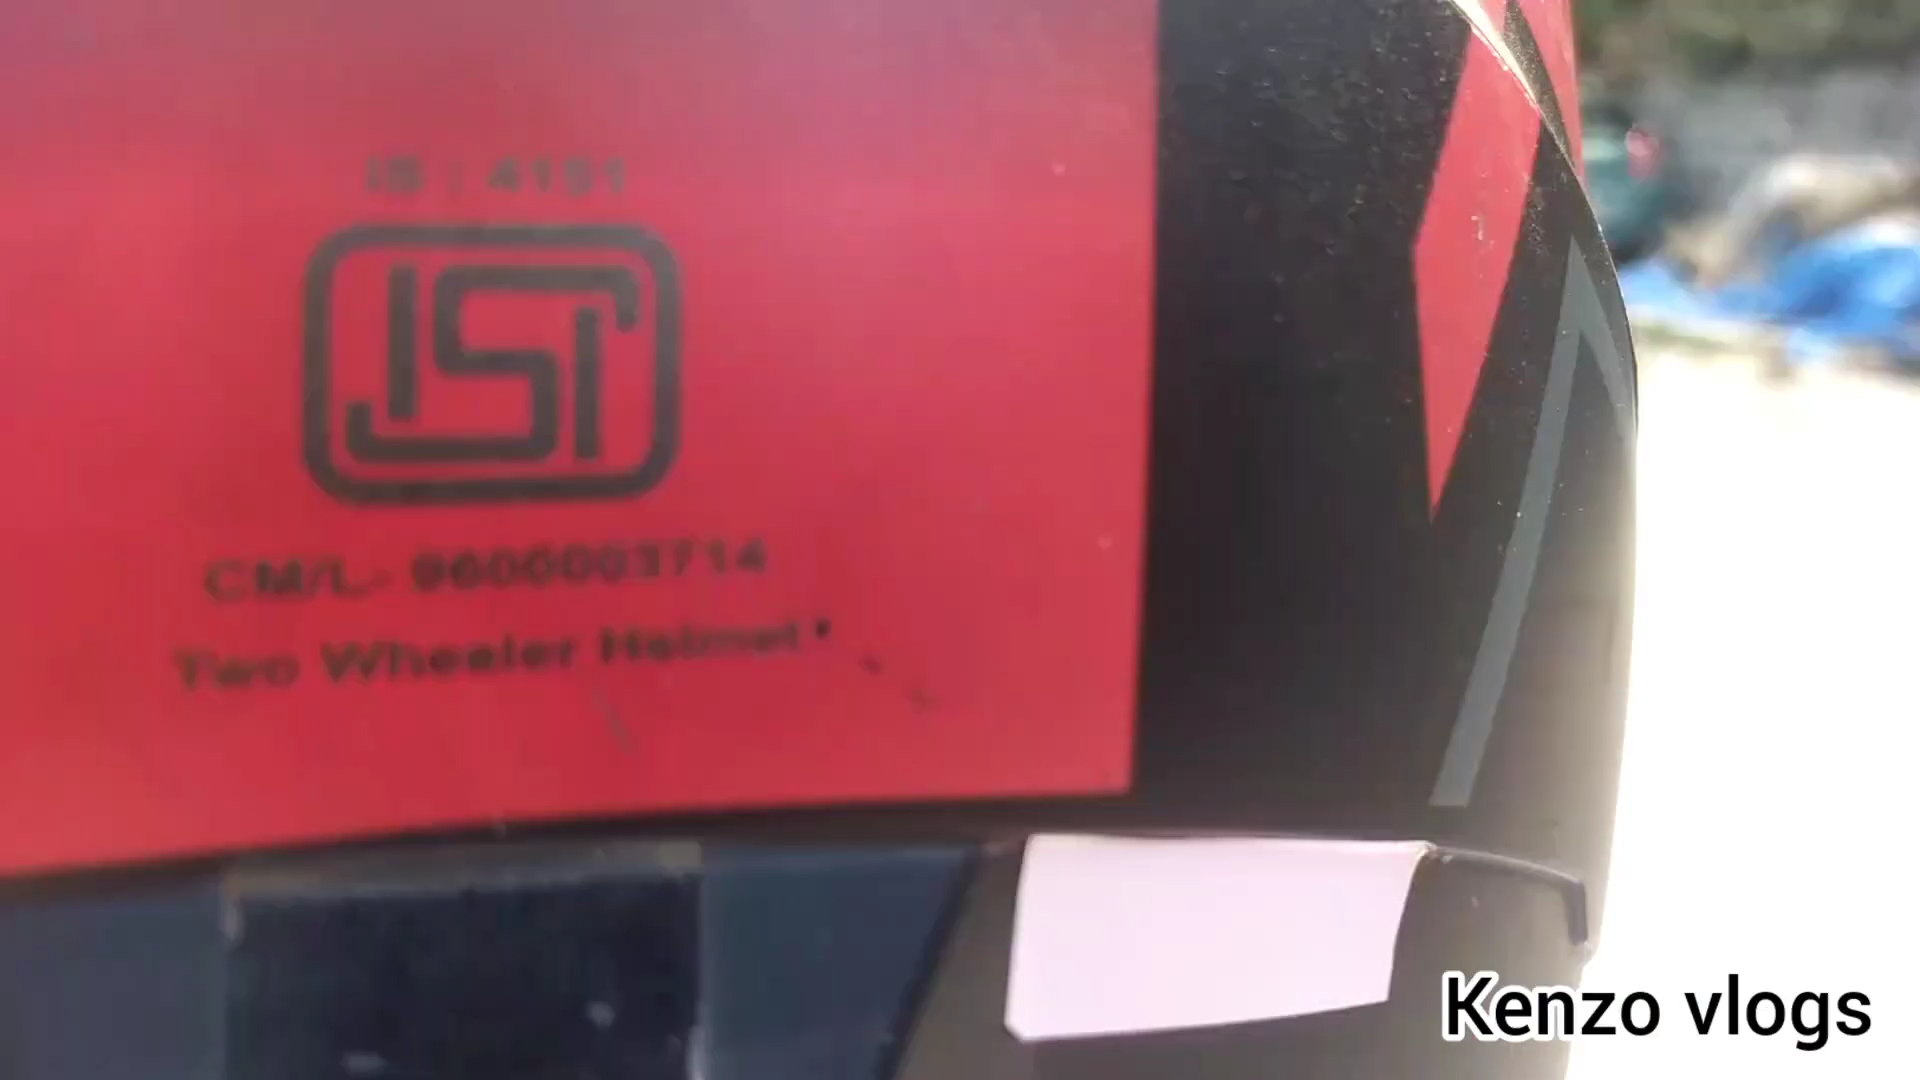 IS : 4151
ISI
CM/L- 9600003714
Two Wheeler Helmet
Kenzo vlogs